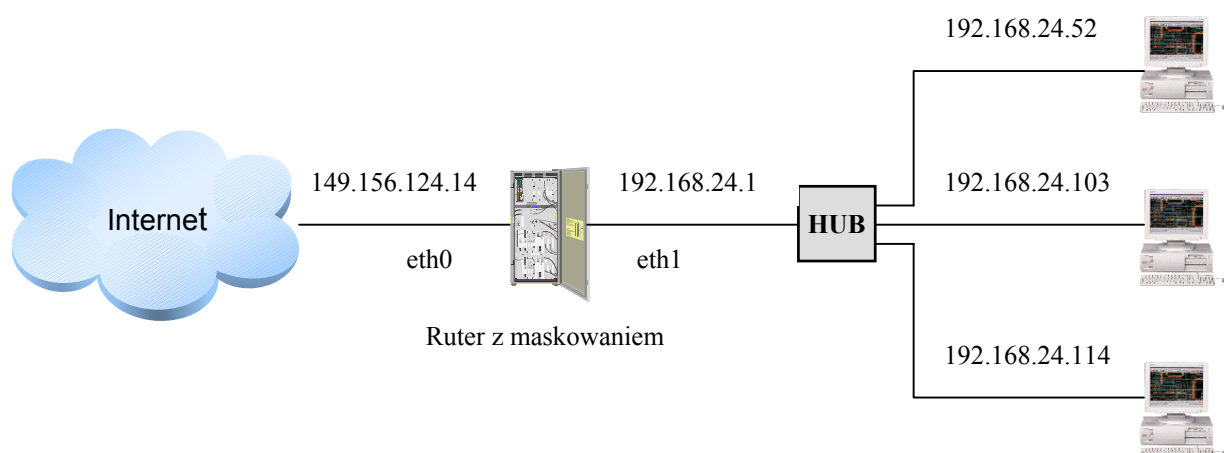 192.168.24.52
149.156.124.14
192.168.24.1
192.168.24.103
Internet
HUB
eth0
eth1
Ruter z maskowaniem
192.168.24.114